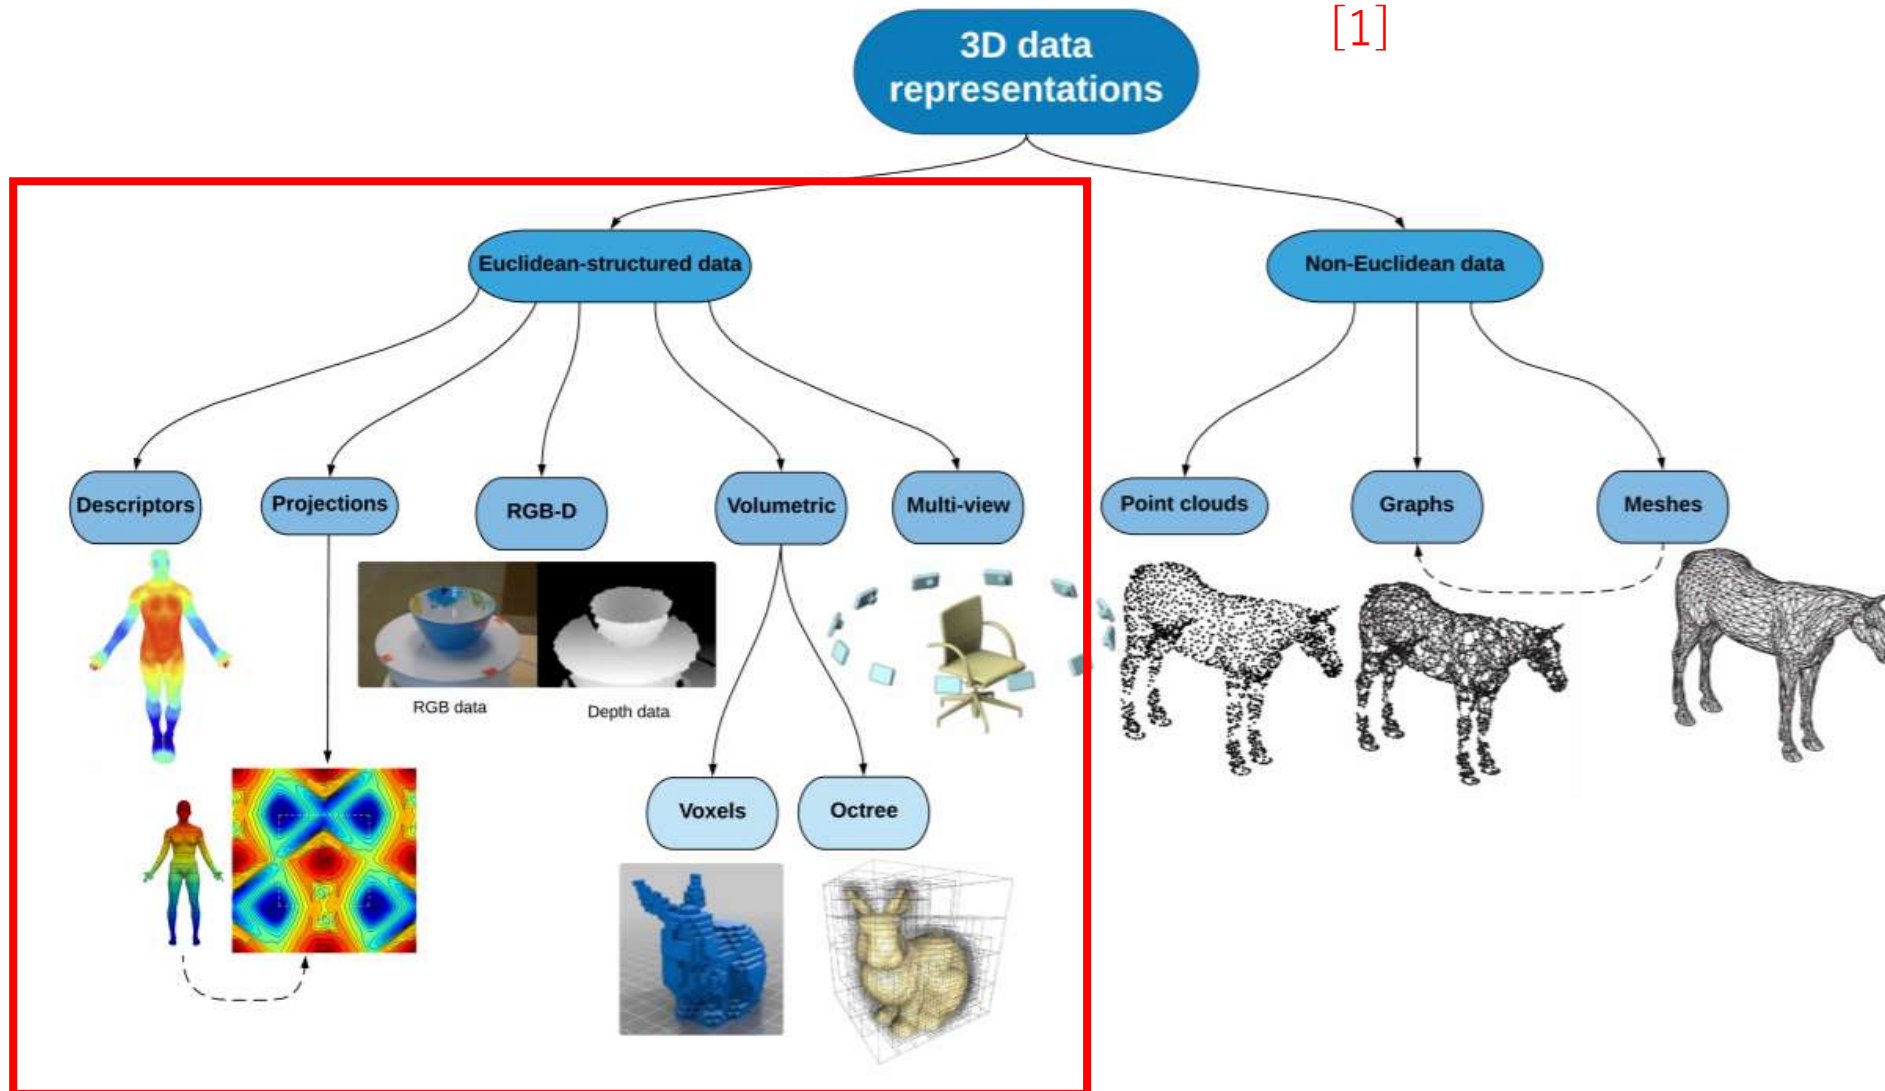 [1]
3D data
representations
Euclidean-structured data
Non-Euclidean data
Descriptors
Projections
RGB-D
Volumetric
Multi-view
Point clouds
Graphs
Meshes
RGB data
Depth data
Voxels
Octree